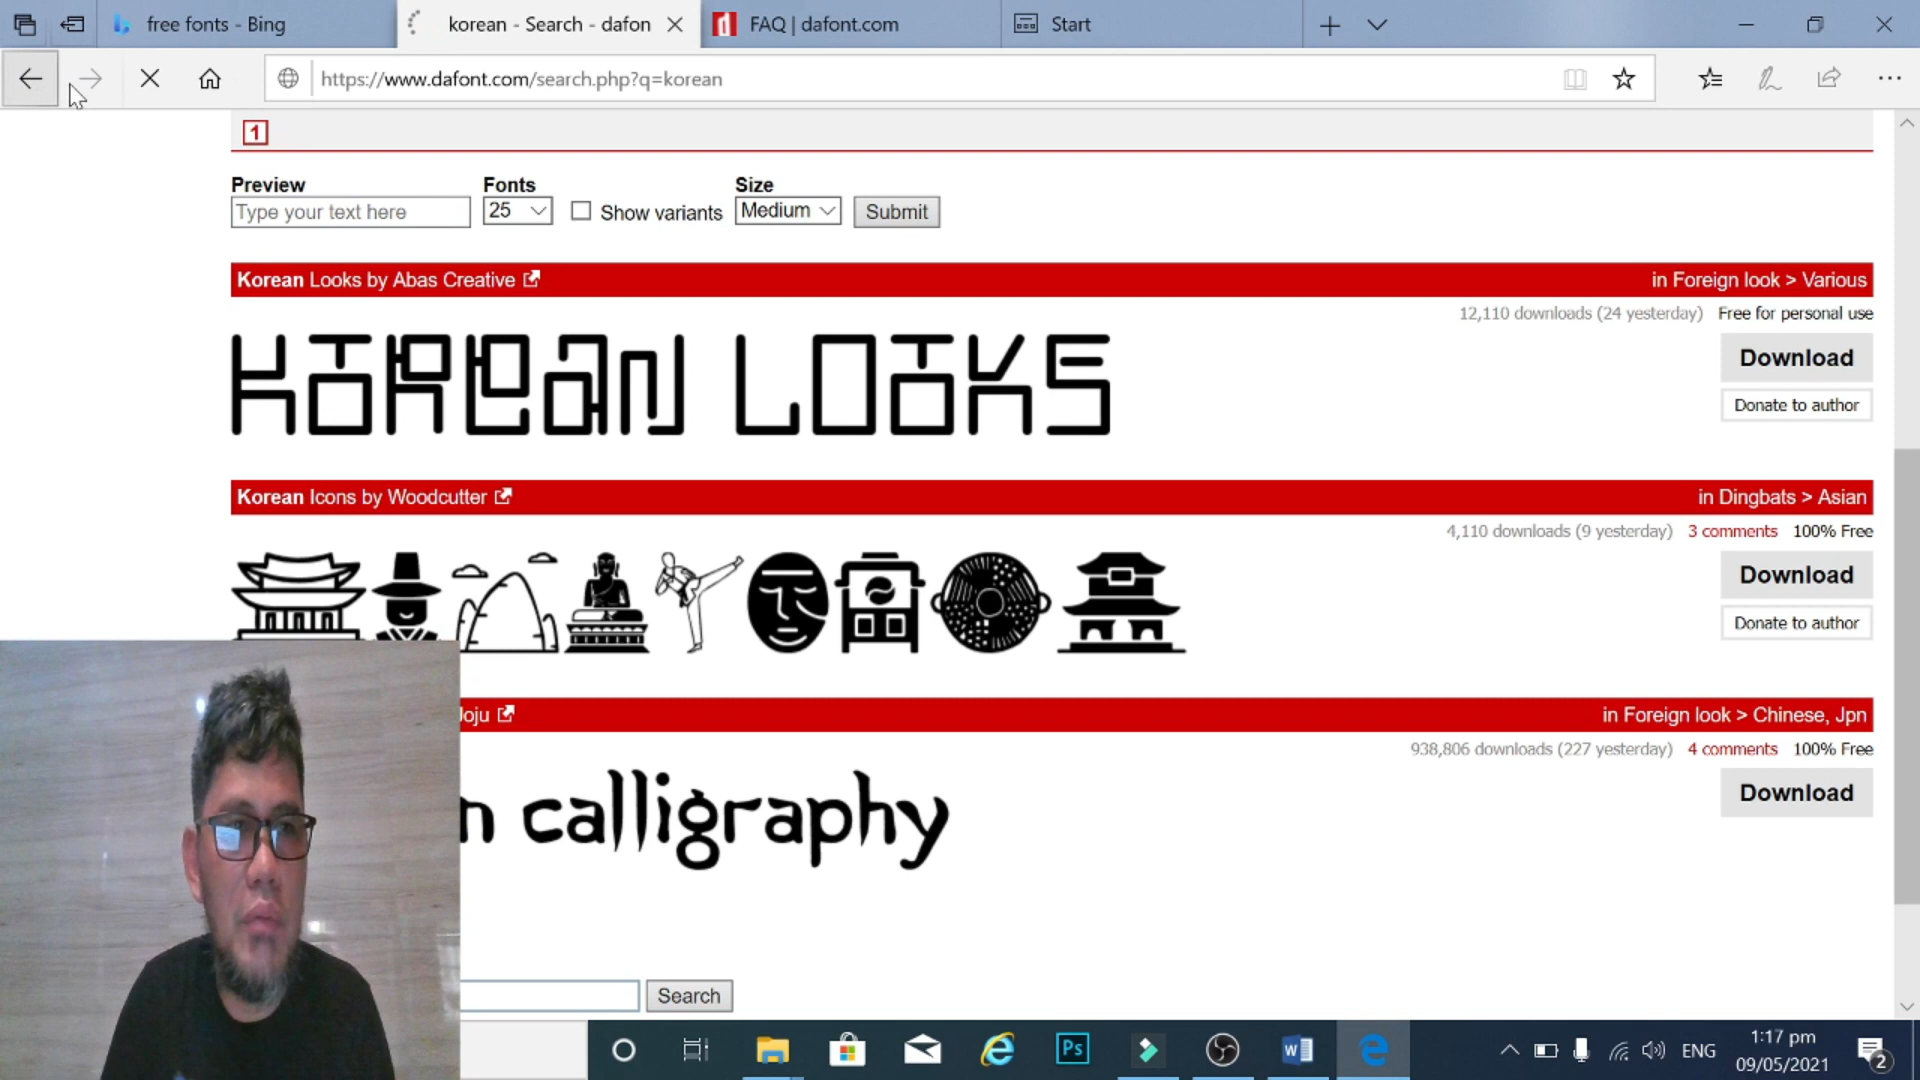 free fonts - Bing
korean - Search - dafon
FAQ | dafont.com
Start
https://www.dafont.com/search.php?q=korean
1
Preview Fonts Size
Type your text here 25 Show variants Medium Submit
Korean Looks by Abas Creative in Foreign look > Various
12,110 downloads (24 yesterday) Free for personal use
KOREAN LOOKS
Download
Donate to author
Korean Icons by Woodcutter in Dingbats > Asian
4,110 downloads (9 yesterday) 3 comments 100% Free
Download
Donate to author
Joju in Foreign look > Chinese, Jpn
938,806 downloads (227 yesterday) 4 comments 100% Free
n calligraphy
Download
Search
Ps
W
ENG
1:17 pm
09/05/2021
2